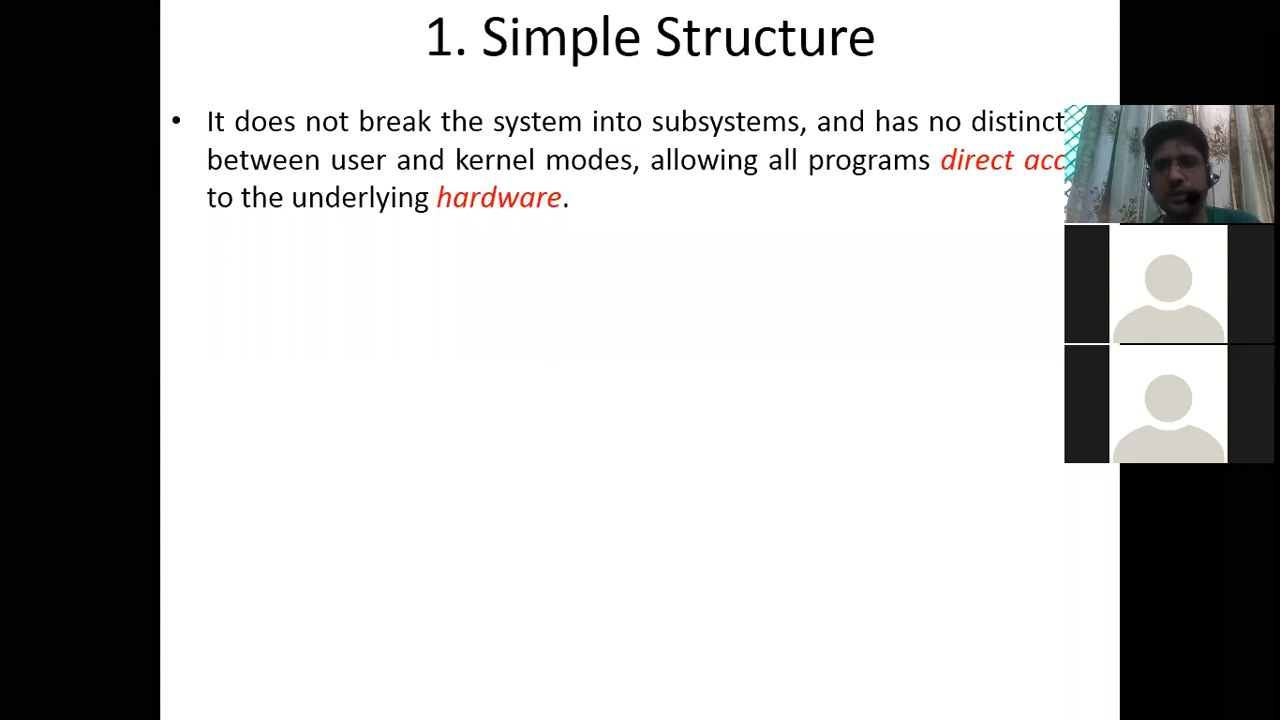 1. Simple Structure
• It does not break the system into subsystems, and has no distinct
between user and kernel modes, allowing all programs direct acc
to the underlying hardware.